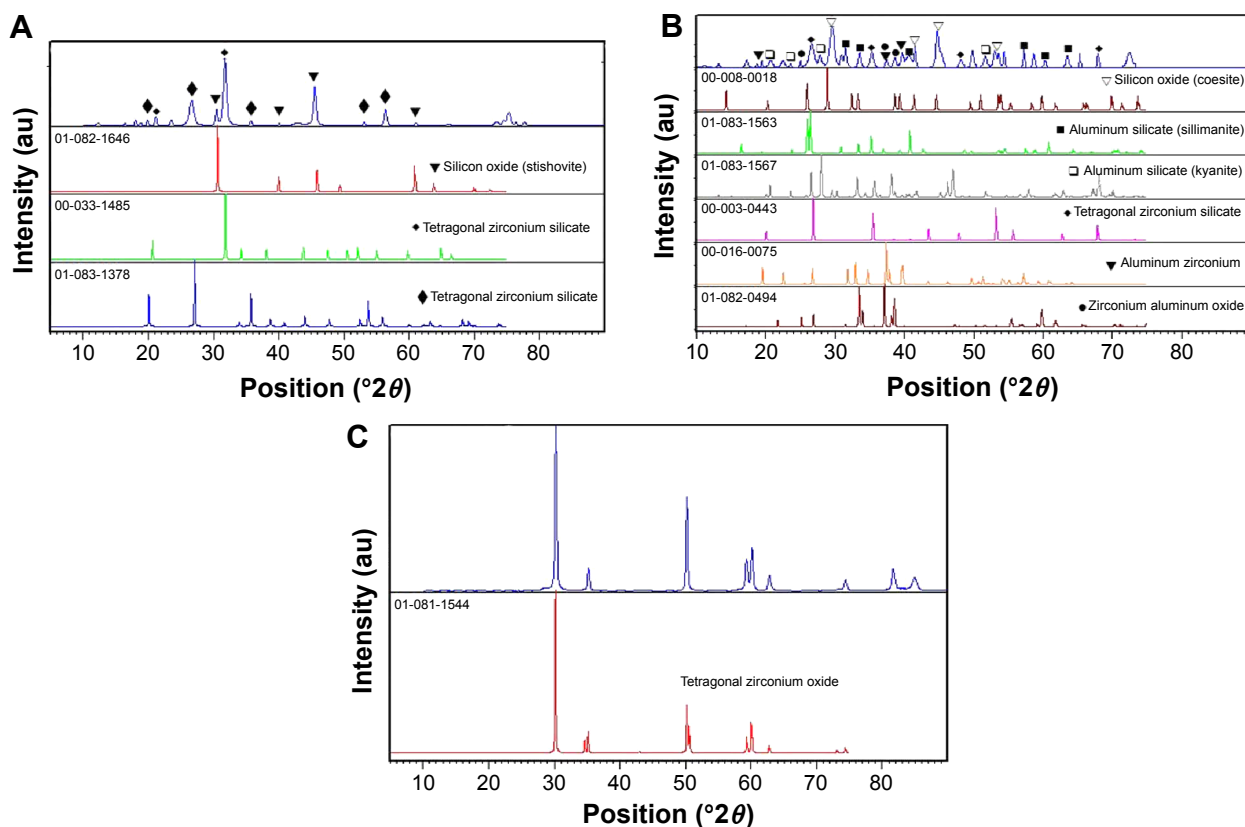 A
Intensity (au)
01-082-1646
Silicon oxide (stishovite)
00-033-1485
Tetragonal zirconium silicate
01-083-1378
Tetragonal zirconium silicate
10 20 30 40 50 60 70 80
Position (°2θ)
B
Intensity (au)
00-008-0018
Silicon oxide (coesite)
01-083-1563
Aluminum silicate (sillimanite)
01-083-1567
Aluminum silicate (kyanite)
00-003-0443
Tetragonal zirconium silicate
00-016-0075
Aluminum zirconium
01-082-0494
Zirconium aluminum oxide
10 20 30 40 50 60 70 80
Position (°2θ)
C
Intensity (au)
01-081-1544
Tetragonal zirconium oxide
10 20 30 40 50 60 70 80
Position (°2θ)